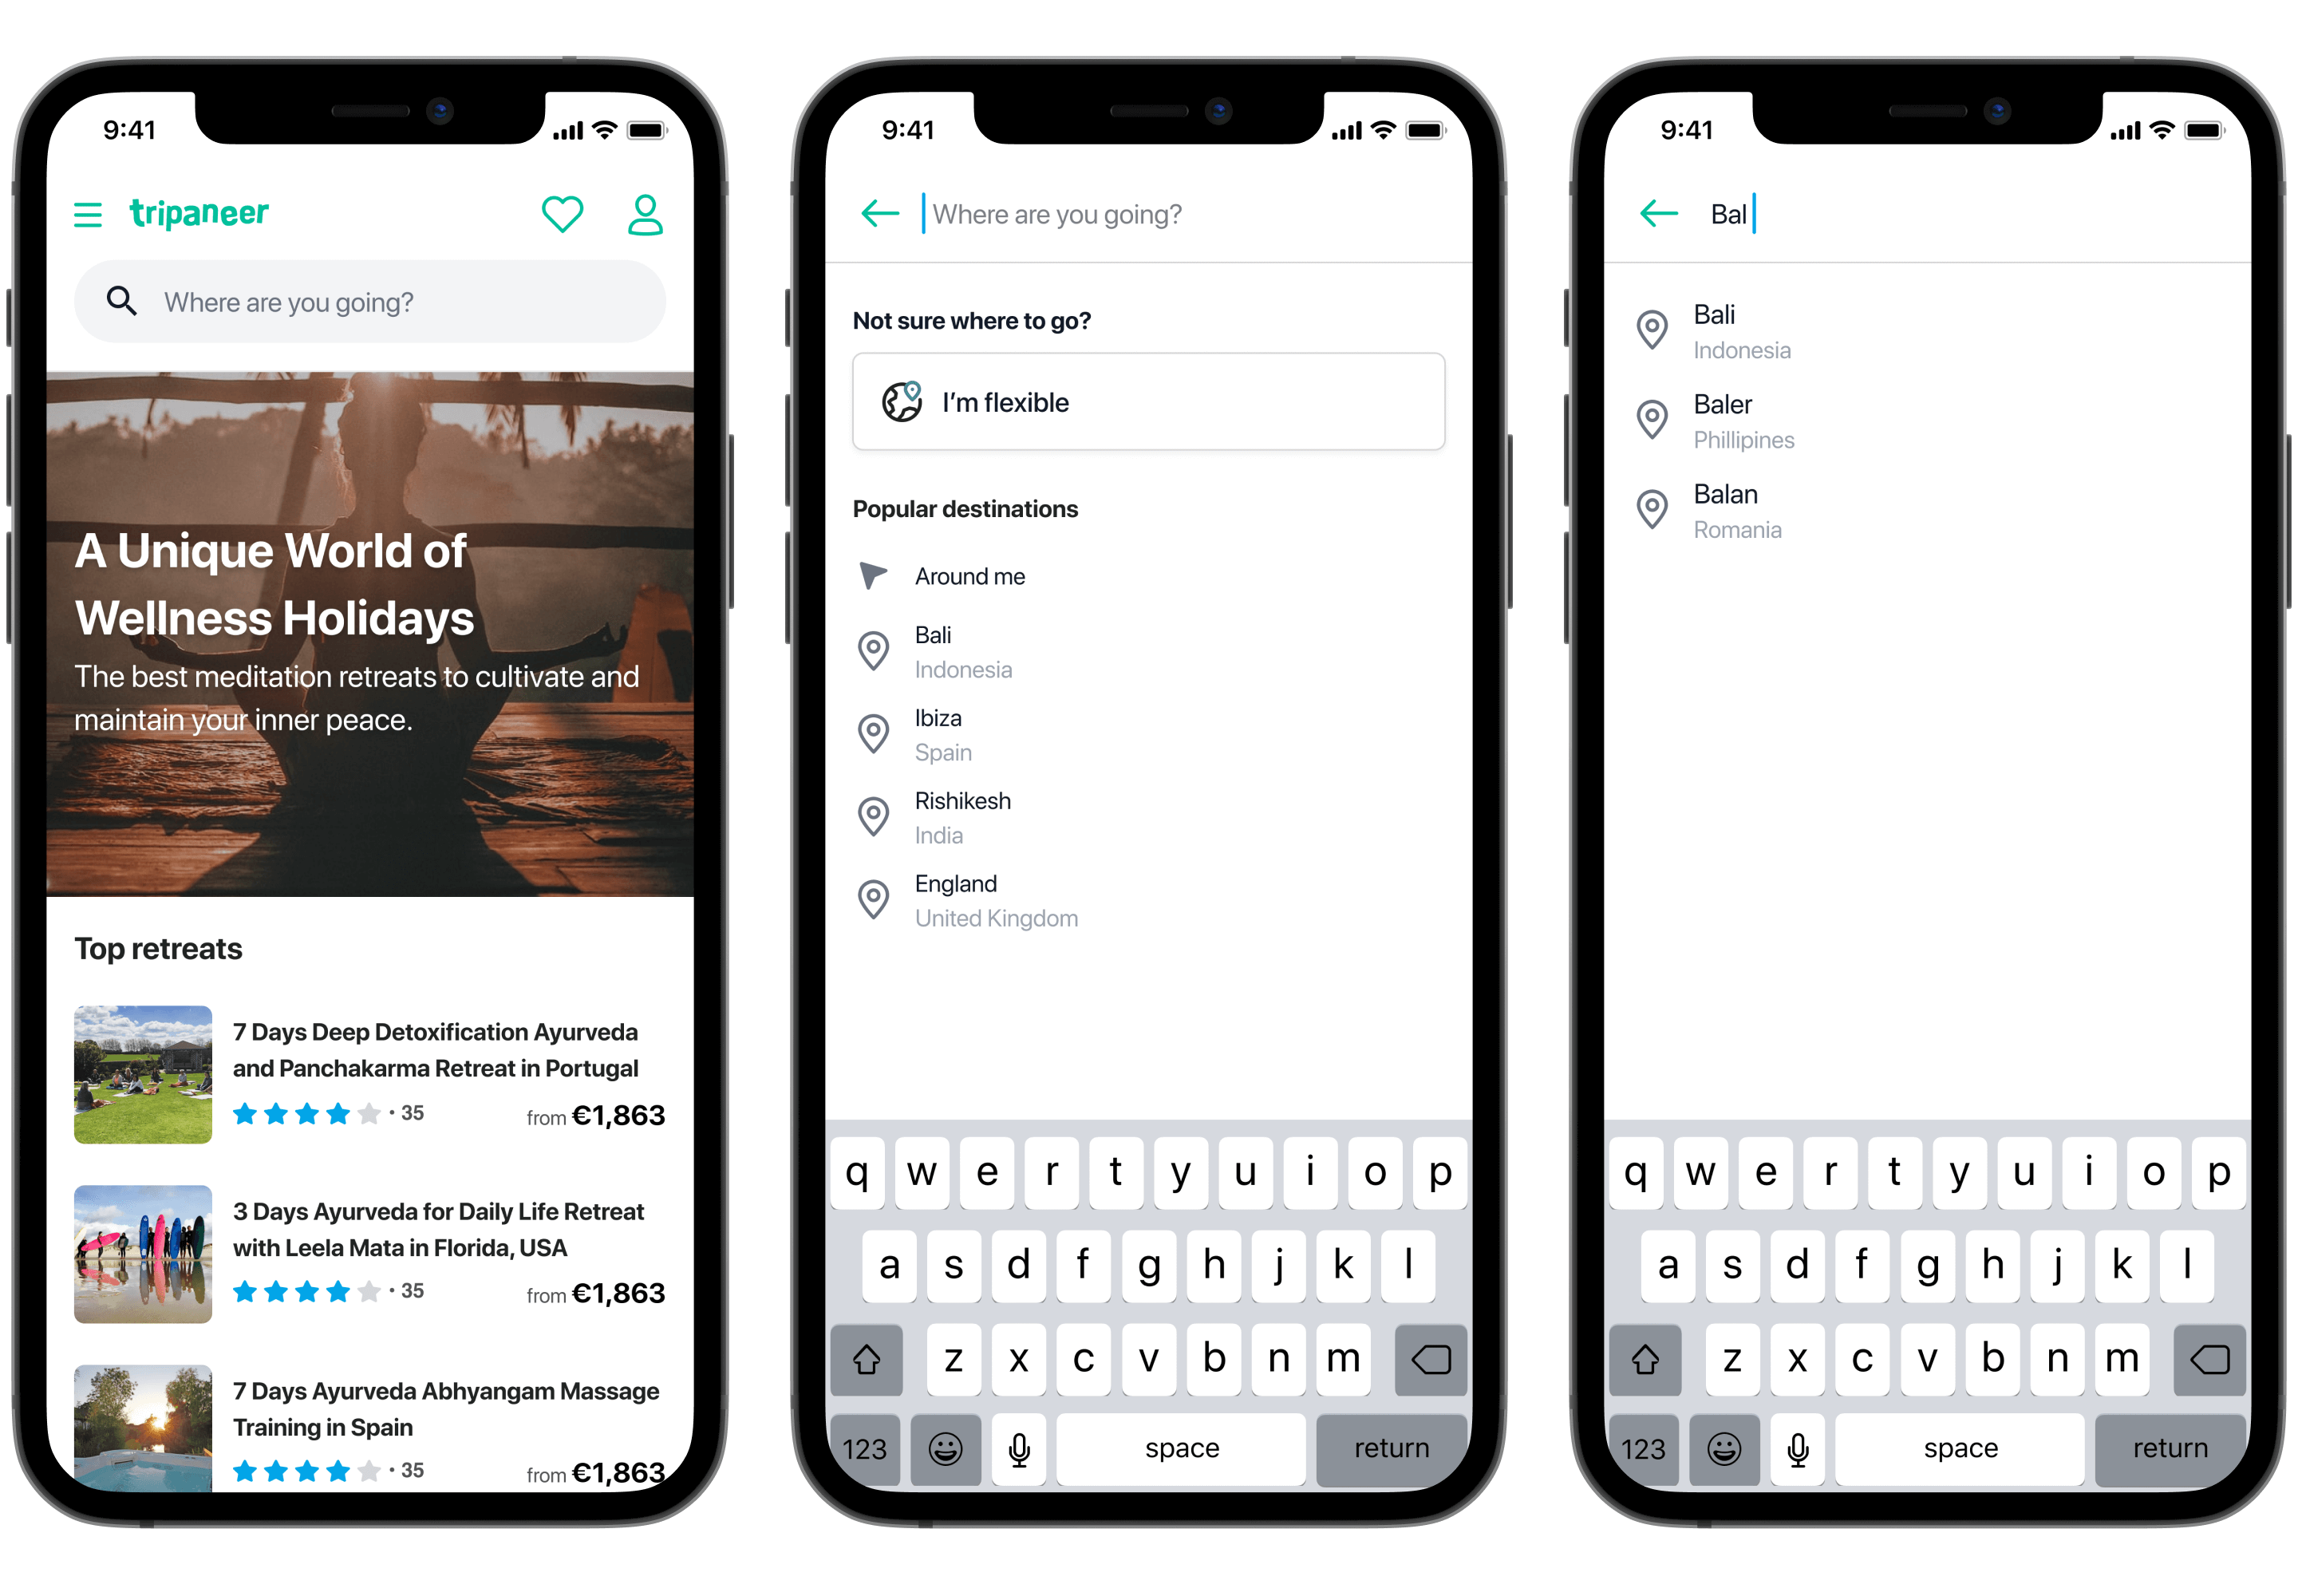 9:41
tripaneer
Where are you going?
A Unique World of
Wellness Holidays
The best meditation retreats to cultivate and
maintain your inner peace.
Top retreats
7 Days Deep Detoxification Ayurveda
and Panchakarma Retreat in Portugal
• 35 from €1,863
3 Days Ayurveda for Daily Life Retreat
with Leela Mata in Florida, USA
• 35 from €1,863
7 Days Ayurveda Abhyangam Massage
Training in Spain
• 35 from €1,863
9:41
Where are you going?
Not sure where to go?
I’m flexible
Popular destinations
Around me
Bali
Indonesia
Ibiza
Spain
Rishikesh
India
England
United Kingdom
q w e r t y u i o p
a s d f g h j k l
z x c v b n m
123 space return
9:41
Bal
Bali
Indonesia
Baler
Phillipines
Balan
Romania
q w e r t y u i o p
a s d f g h j k l
z x c v b n m
123 space return